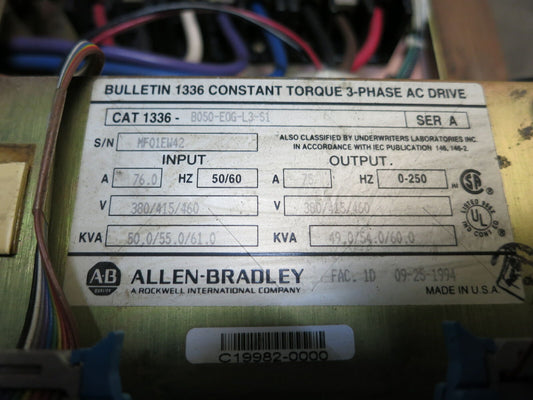 BULLETIN 1336 CONSTANT TORQUE 3-PHASE AC DRIVE
CAT 1336- B050-EOG-L3-S1 SER A
S/N MF01EW42 ALSO CLASSIFIED BY UNDERWRITERS LABORATORIES INC.
IN ACCORDANCE WITH IEC PUBLICATION 146, 146-2.
INPUT OUTPUT
A 76.0 HZ 50/60 A 75 HZ 0-250
V 380/415/460 380/415/460
KVA 50.0/55.0/61.0 KVA 49.0/54.0/60.0
A-B ALLEN-BRADLEY FAC. 1D 09-25-1994
A ROCKWELL INTERNATIONAL COMPANY MADE IN U.S.A.
C19982-0000